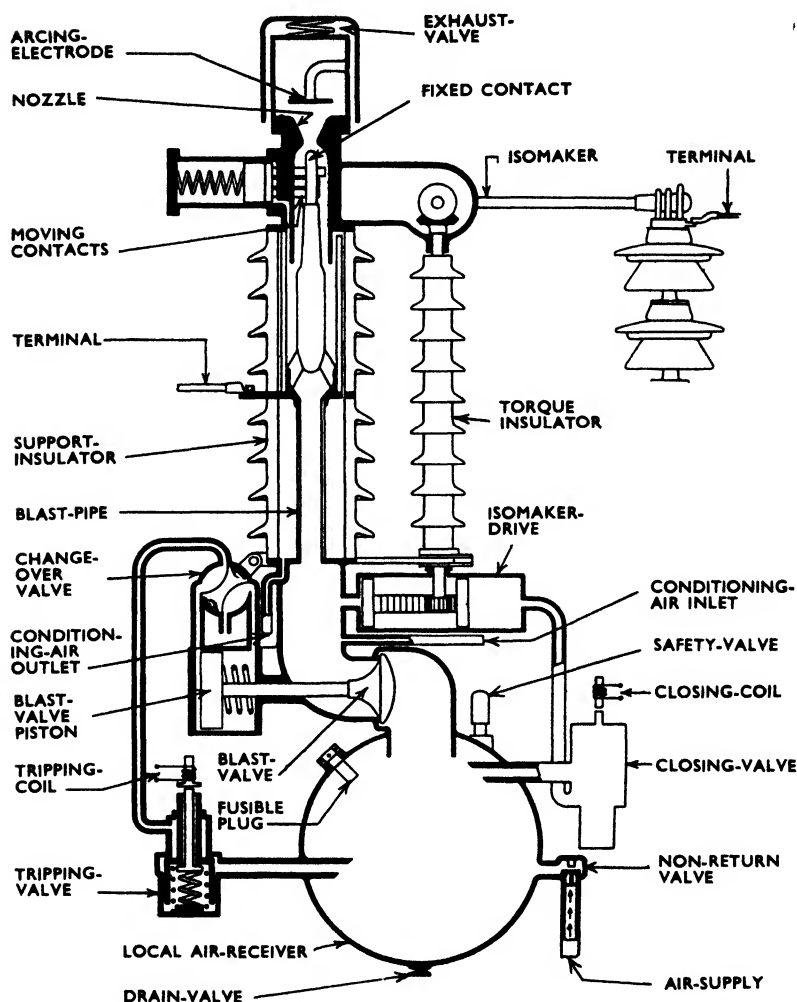 EXHAUST-
VALVE
ARCING-
ELECTRODE
NOZZLE
FIXED CONTACT
ISOMAKER
TERMINAL
MOVING
CONTACTS
TERMINAL
TORQUE
INSULATOR
SUPPORT-
INSULATOR
BLAST-PIPE
ISOMAKER-
DRIVE
CHANGE-
OVER
VALVE
CONDITIONING-
AIR INLET
CONDITION-
ING-AIR
OUTLET
SAFETY-VALVE
CLOSING-COIL
BLAST-
VALVE
PISTON
BLAST-
VALVE
TRIPPING-
COIL
CLOSING-VALVE
FUSIBLE
PLUG
TRIPPING-
VALVE
NON-RETURN
VALVE
LOCAL AIR-RECEIVER
DRAIN-VALVE
AIR-SUPPLY